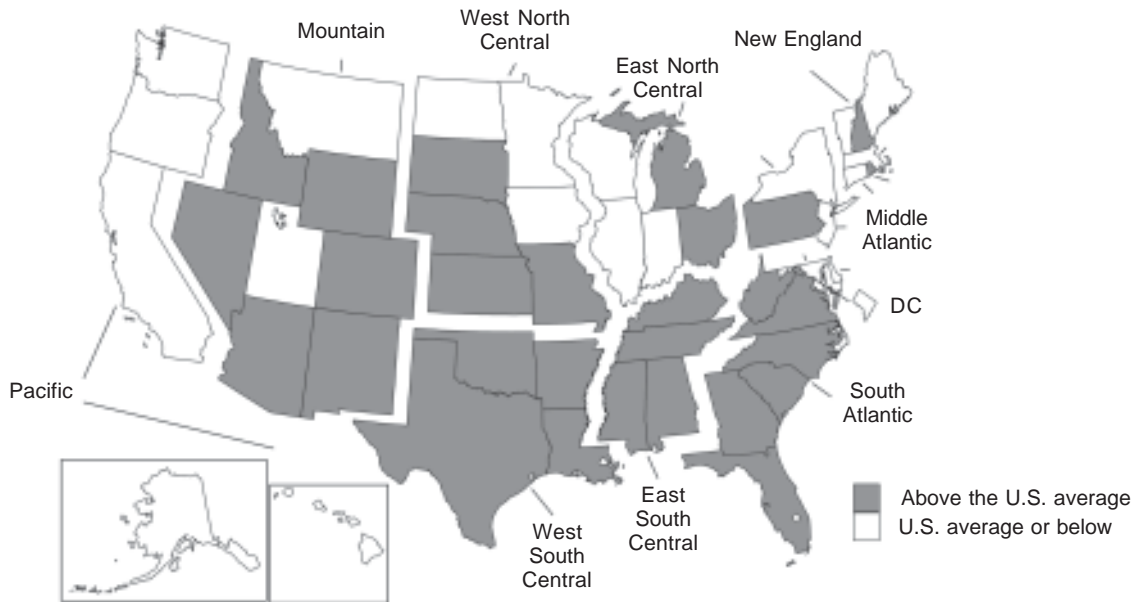 Mountain
West North
Central
New England
East North
Central
Middle
Atlantic
DC
Pacific
South
Atlantic
East
South
Central
West
South
Central
Above the U.S. average
U.S. average or below